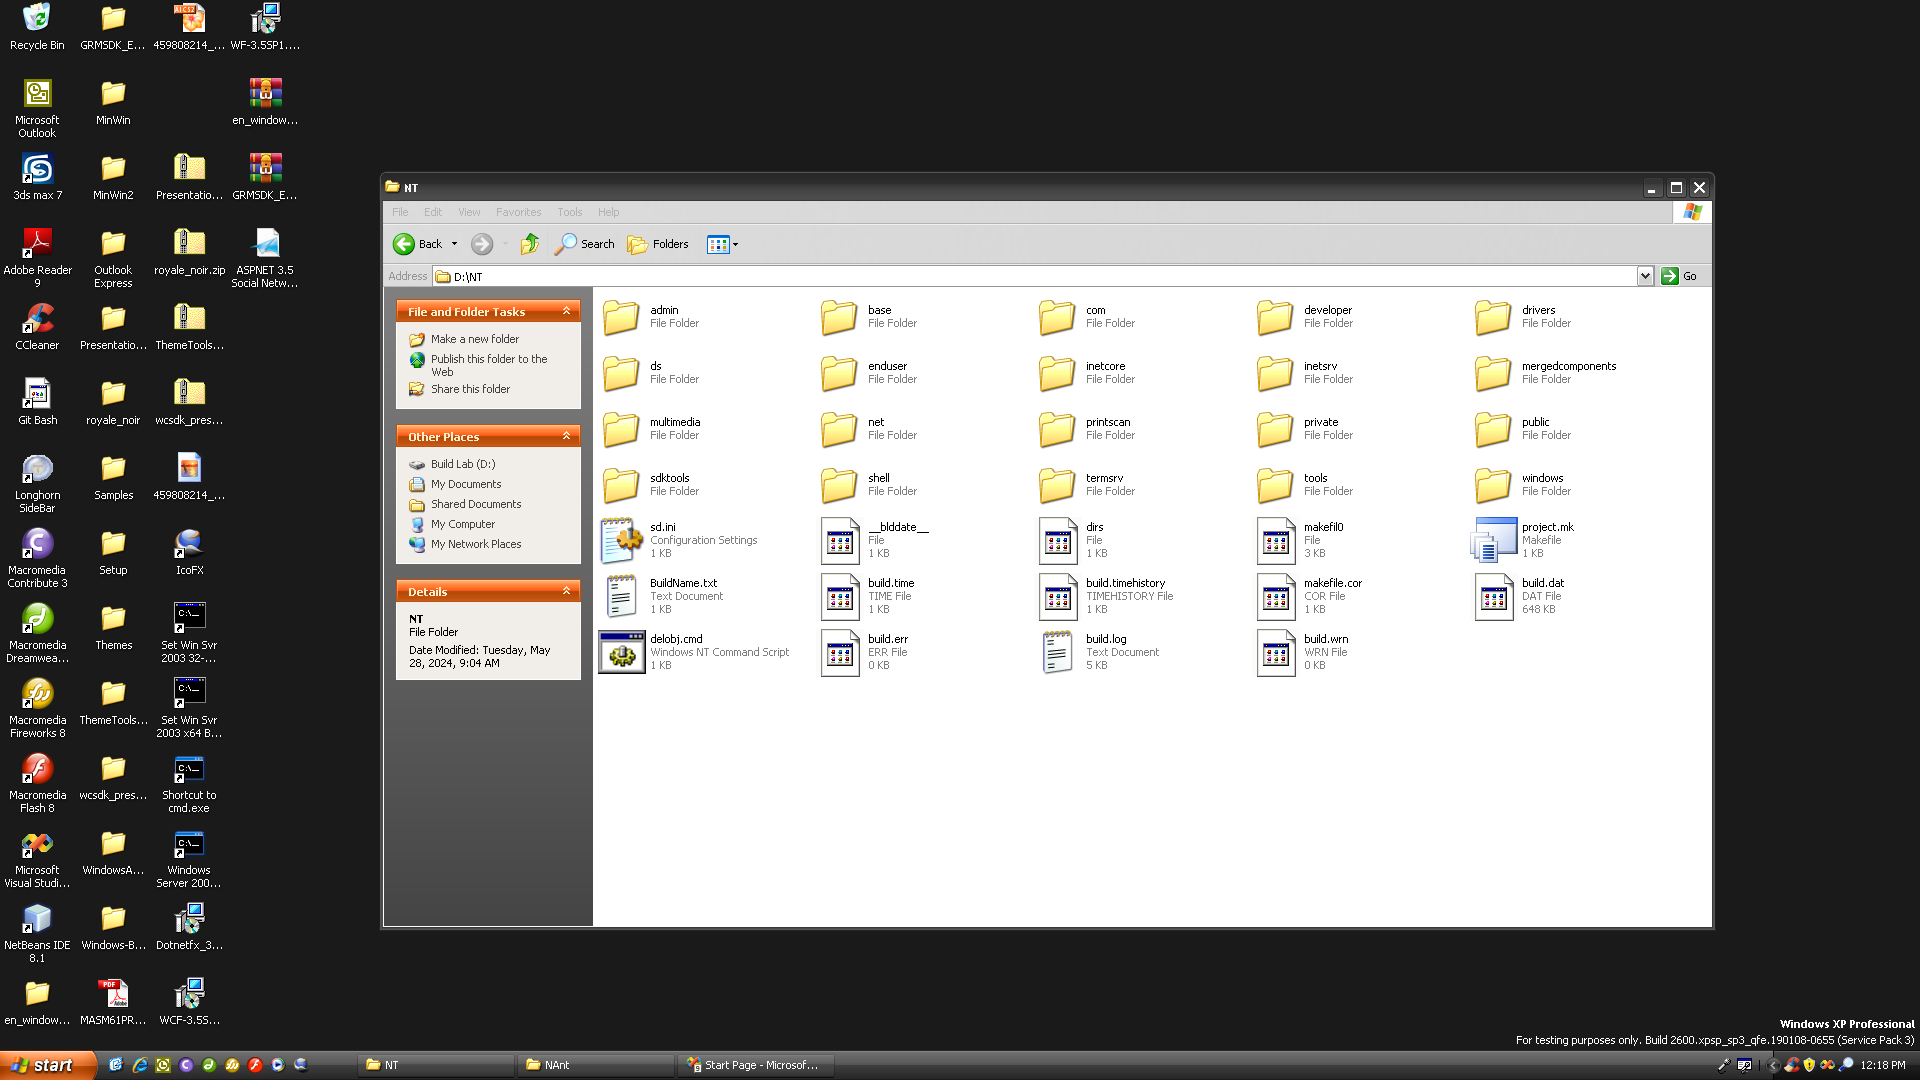 Recycle Bin
GRMSDK_E...
459808214_...
WF-3.5SP1....
Microsoft
Outlook
MinWin
en_window...
3ds max 7
MinWin2
Presentatio...
GRMSDK_E...
Adobe Reader
9
Outlook
Express
royale_noir.zip
ASPNET 3.5
Social Netw...
CCleaner
Presentatio...
ThemeTools...
Git Bash
royale_noir
wcsdk_pres...
Longhorn
SideBar
Samples
459808214_...
Macromedia
Contribute 3
Setup
IcoFX
Macromedia
Dreamwea...
Themes
Set Win Svr
2003 32-...
Macromedia
Fireworks 8
ThemeTools...
Set Win Svr
2003 x64 B...
Macromedia
Flash 8
wcsdk_pres...
Shortcut to
cmd.exe
Microsoft
Visual Studi...
WindowsA...
Windows
Server 200...
NetBeans IDE
8.1
Windows-B...
Dotnetfx_3...
en_window...
MASM61PR...
WCF-3.5S...
NT
File Edit View Favorites Tools Help
Back Search Folders
Address D:\NT Go
File and Folder Tasks
Make a new folder
Publish this folder to the
Web
Share this folder
Other Places
Build Lab (D:)
My Documents
Shared Documents
My Computer
My Network Places
Details
NT
File Folder
Date Modified: Tuesday, May
28, 2024, 9:04 AM
admin
File Folder
base
File Folder
com
File Folder
developer
File Folder
drivers
File Folder
ds
File Folder
enduser
File Folder
inetcore
File Folder
inetsrv
File Folder
mergedcomponents
File Folder
multimedia
File Folder
net
File Folder
printscan
File Folder
private
File Folder
public
File Folder
sdktools
File Folder
shell
File Folder
termsrv
File Folder
tools
File Folder
windows
File Folder
sd.ini
Configuration Settings
1 KB
__blddate__
File
1 KB
dirs
File
1 KB
makefil0
File
3 KB
project.mk
Makefile
1 KB
BuildName.txt
Text Document
1 KB
build.time
TIME File
1 KB
build.timehistory
TIMEHISTORY File
1 KB
makefile.cor
COR File
1 KB
build.dat
DAT File
648 KB
delobj.cmd
Windows NT Command Script
1 KB
build.err
ERR File
0 KB
build.log
Text Document
5 KB
build.wrn
WRN File
0 KB
Windows XP Professional
For testing purposes only. Build 2600.xpsp_sp3_qfe.190108-0655 (Service Pack 3)
start
NT
NAnt
Start Page - Microsof...
12:18 PM